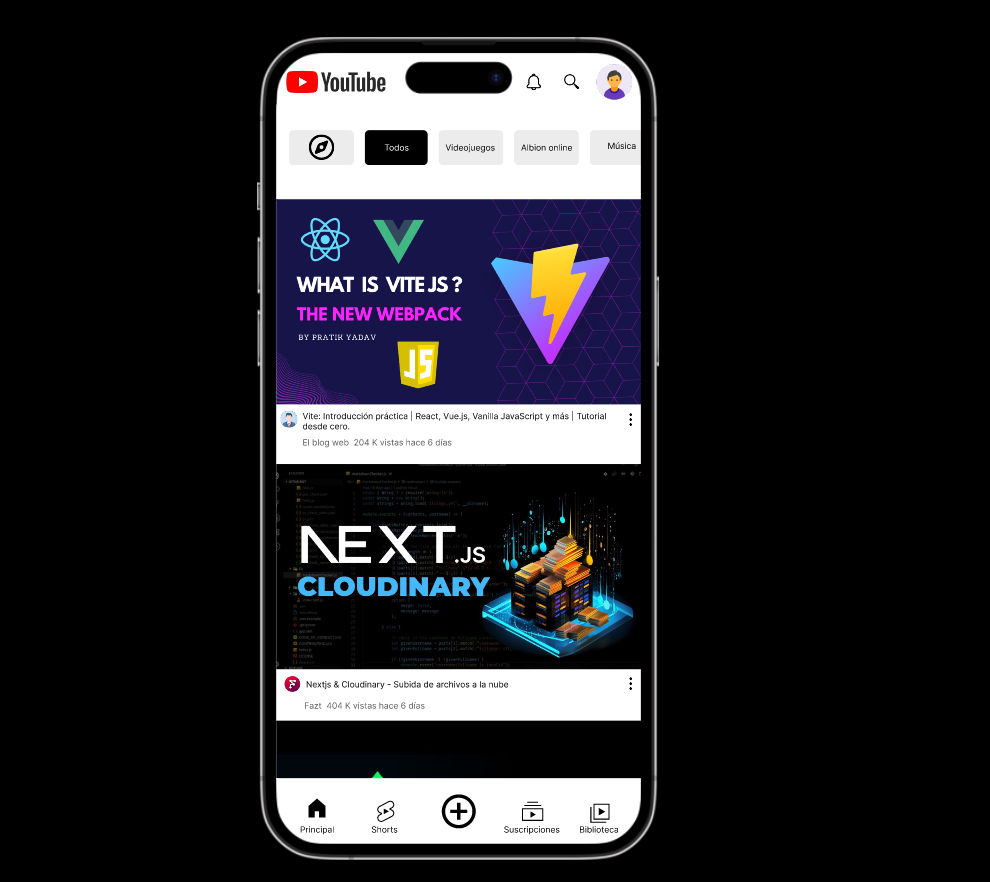 YouTube
Todos
Videojuegos
Albion online
Música
WHAT IS VITE JS ?
THE NEW WEBPACK
BY PRATIK YADAV
JS
Vite: Introducción práctica | React, Vue.js, Vanilla JavaScript y más | Tutorial
desde cero.
El blog web 204 K vistas hace 6 días
NEXT.JS
CLOUDINARY
Nextjs & Cloudinary - Subida de archivos a la nube
Fazt 404 K vistas hace 6 días
Principal
Shorts
Suscripciones
Biblioteca